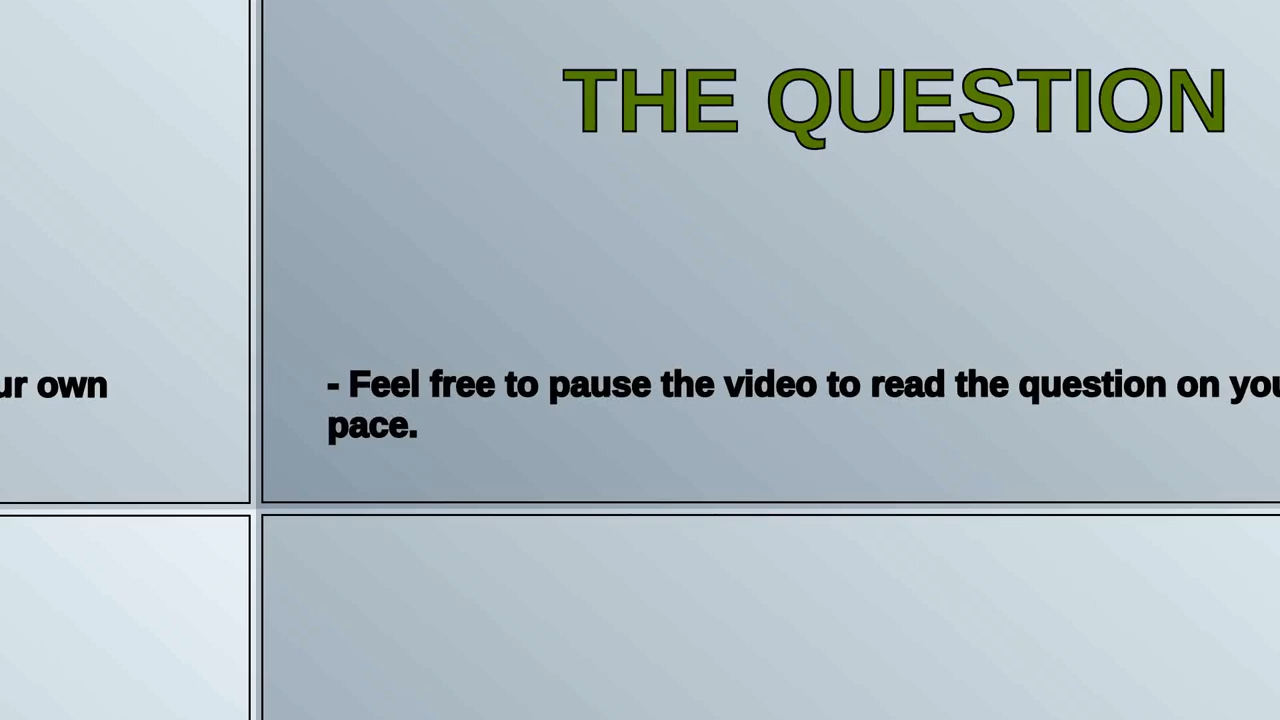 THE QUESTION
ur own
- Feel free to pause the video to read the question on you
pace.